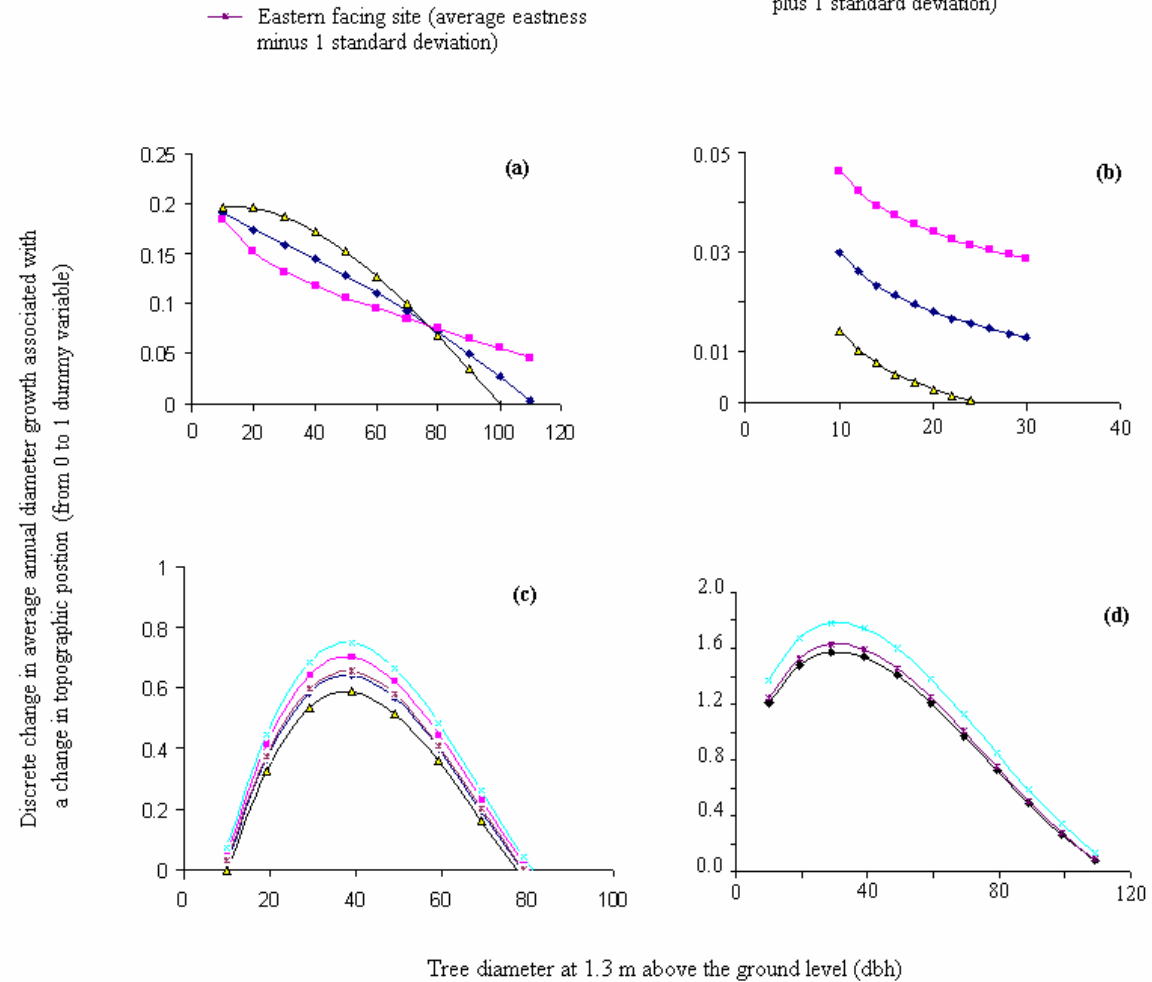 Eastern facing site (average eastness
minus 1 standard deviation)
plus 1 standard deviation)
Discrete change in average annual diameter growth associated with
a change in topographic postion (from 0 to 1 dummy variable)
(a)
0.25
0.2
0.15
0.1
0.05
0
0 20 40 60 80 100 120
(b)
0.05
0.03
0.01
0
0 10 20 30 40
(c)
1
0.8
0.6
0.4
0.2
0
0 20 40 60 80 100
(d)
2.0
1.6
1.2
0.8
0.4
0.0
0 40 80 120
Tree diameter at 1.3 m above the ground level (dbh)